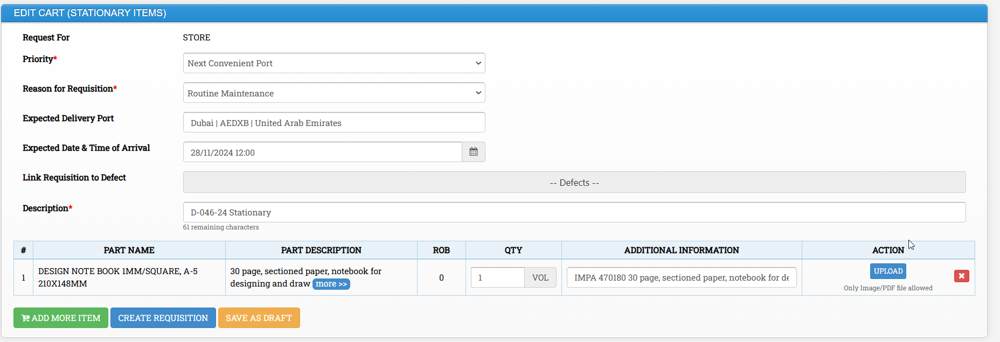 EDIT CART (STATIONARY ITEMS)
Request For STORE
Priority* Next Convenient Port
Reason for Requisition* Routine Maintenance
Expected Delivery Port Dubai | AEDXB | United Arab Emirates
Expected Date & Time of Arrival 28/11/2024 12:00
Link Requisition to Defect -- Defects --
Description* D-046-24 Stationary
61 remaining characters
# PART NAME PART DESCRIPTION ROB QTY ADDITIONAL INFORMATION ACTION
1 DESIGN NOTE BOOK 1MM/SQUARE, A-5
210X148MM
30 page, sectioned paper, notebook for
designing and draw more >>
0
1 VOL
IMPA 470180 30 page, sectioned paper, notebook for de
UPLOAD
Only Image/PDF file allowed
ADD MORE ITEM CREATE REQUISITION SAVE AS DRAFT